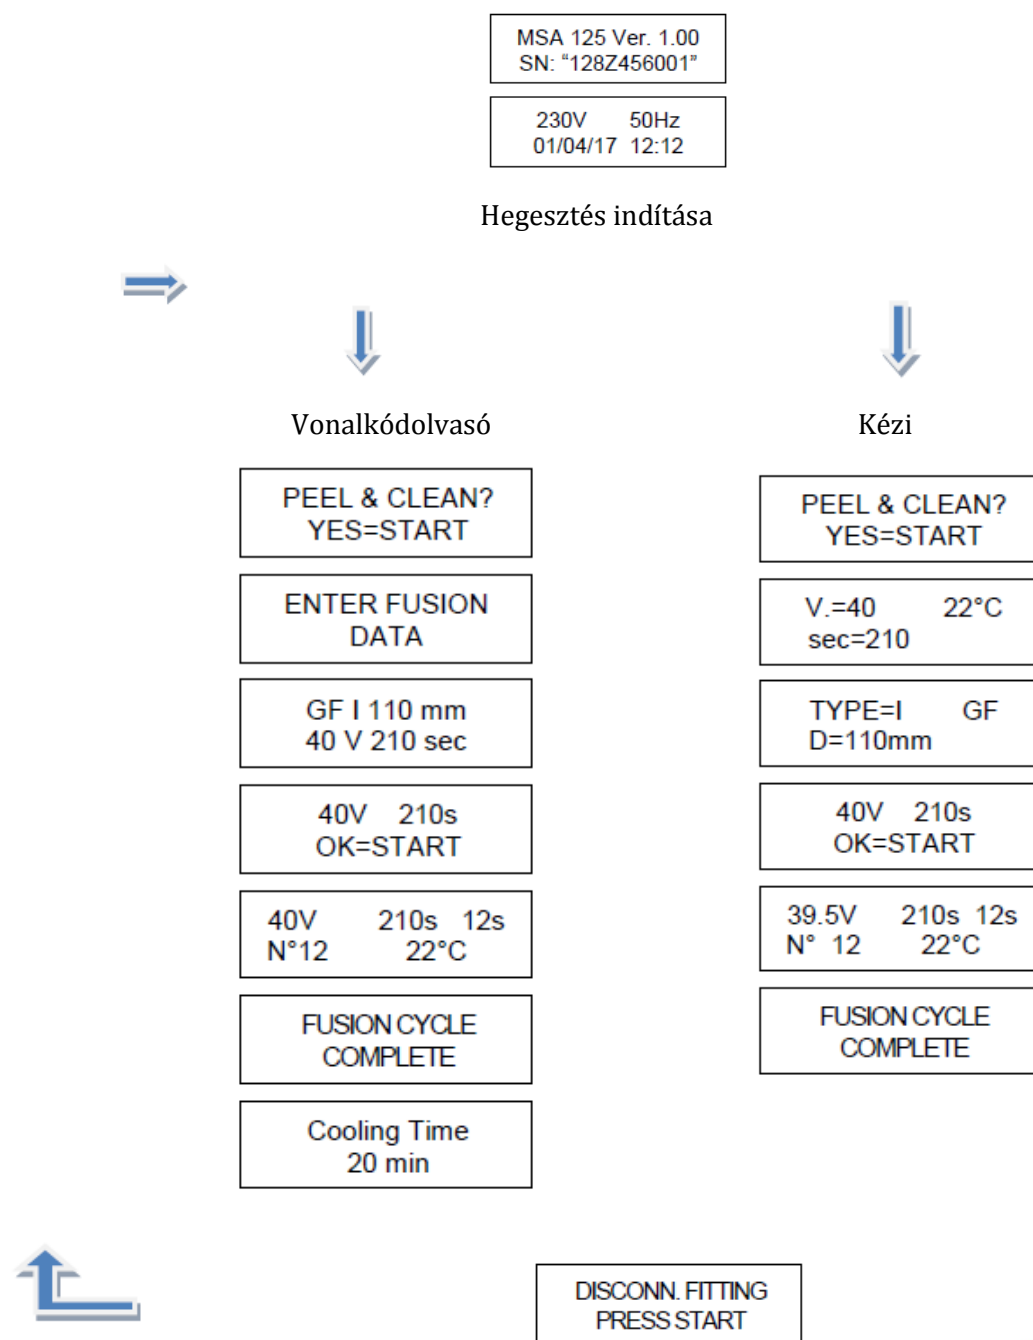 MSA 125 Ver. 1.00
SN: “128Z456001”
230V 50Hz
01/04/17 12:12
Hegesztés indítása
Vonalkódolvasó
PEEL & CLEAN?
YES=START
ENTER FUSION
DATA
GF I 110 mm
40 V 210 sec
40V 210s
OK=START
40V 210s 12s
N°12 22°C
FUSION CYCLE
COMPLETE
Cooling Time
20 min
Kézi
PEEL & CLEAN?
YES=START
V.=40 22°C
sec=210
TYPE=I GF
D=110mm
40V 210s
OK=START
39.5V 210s 12s
N° 12 22°C
FUSION CYCLE
COMPLETE
DISCONN. FITTING
PRESS START